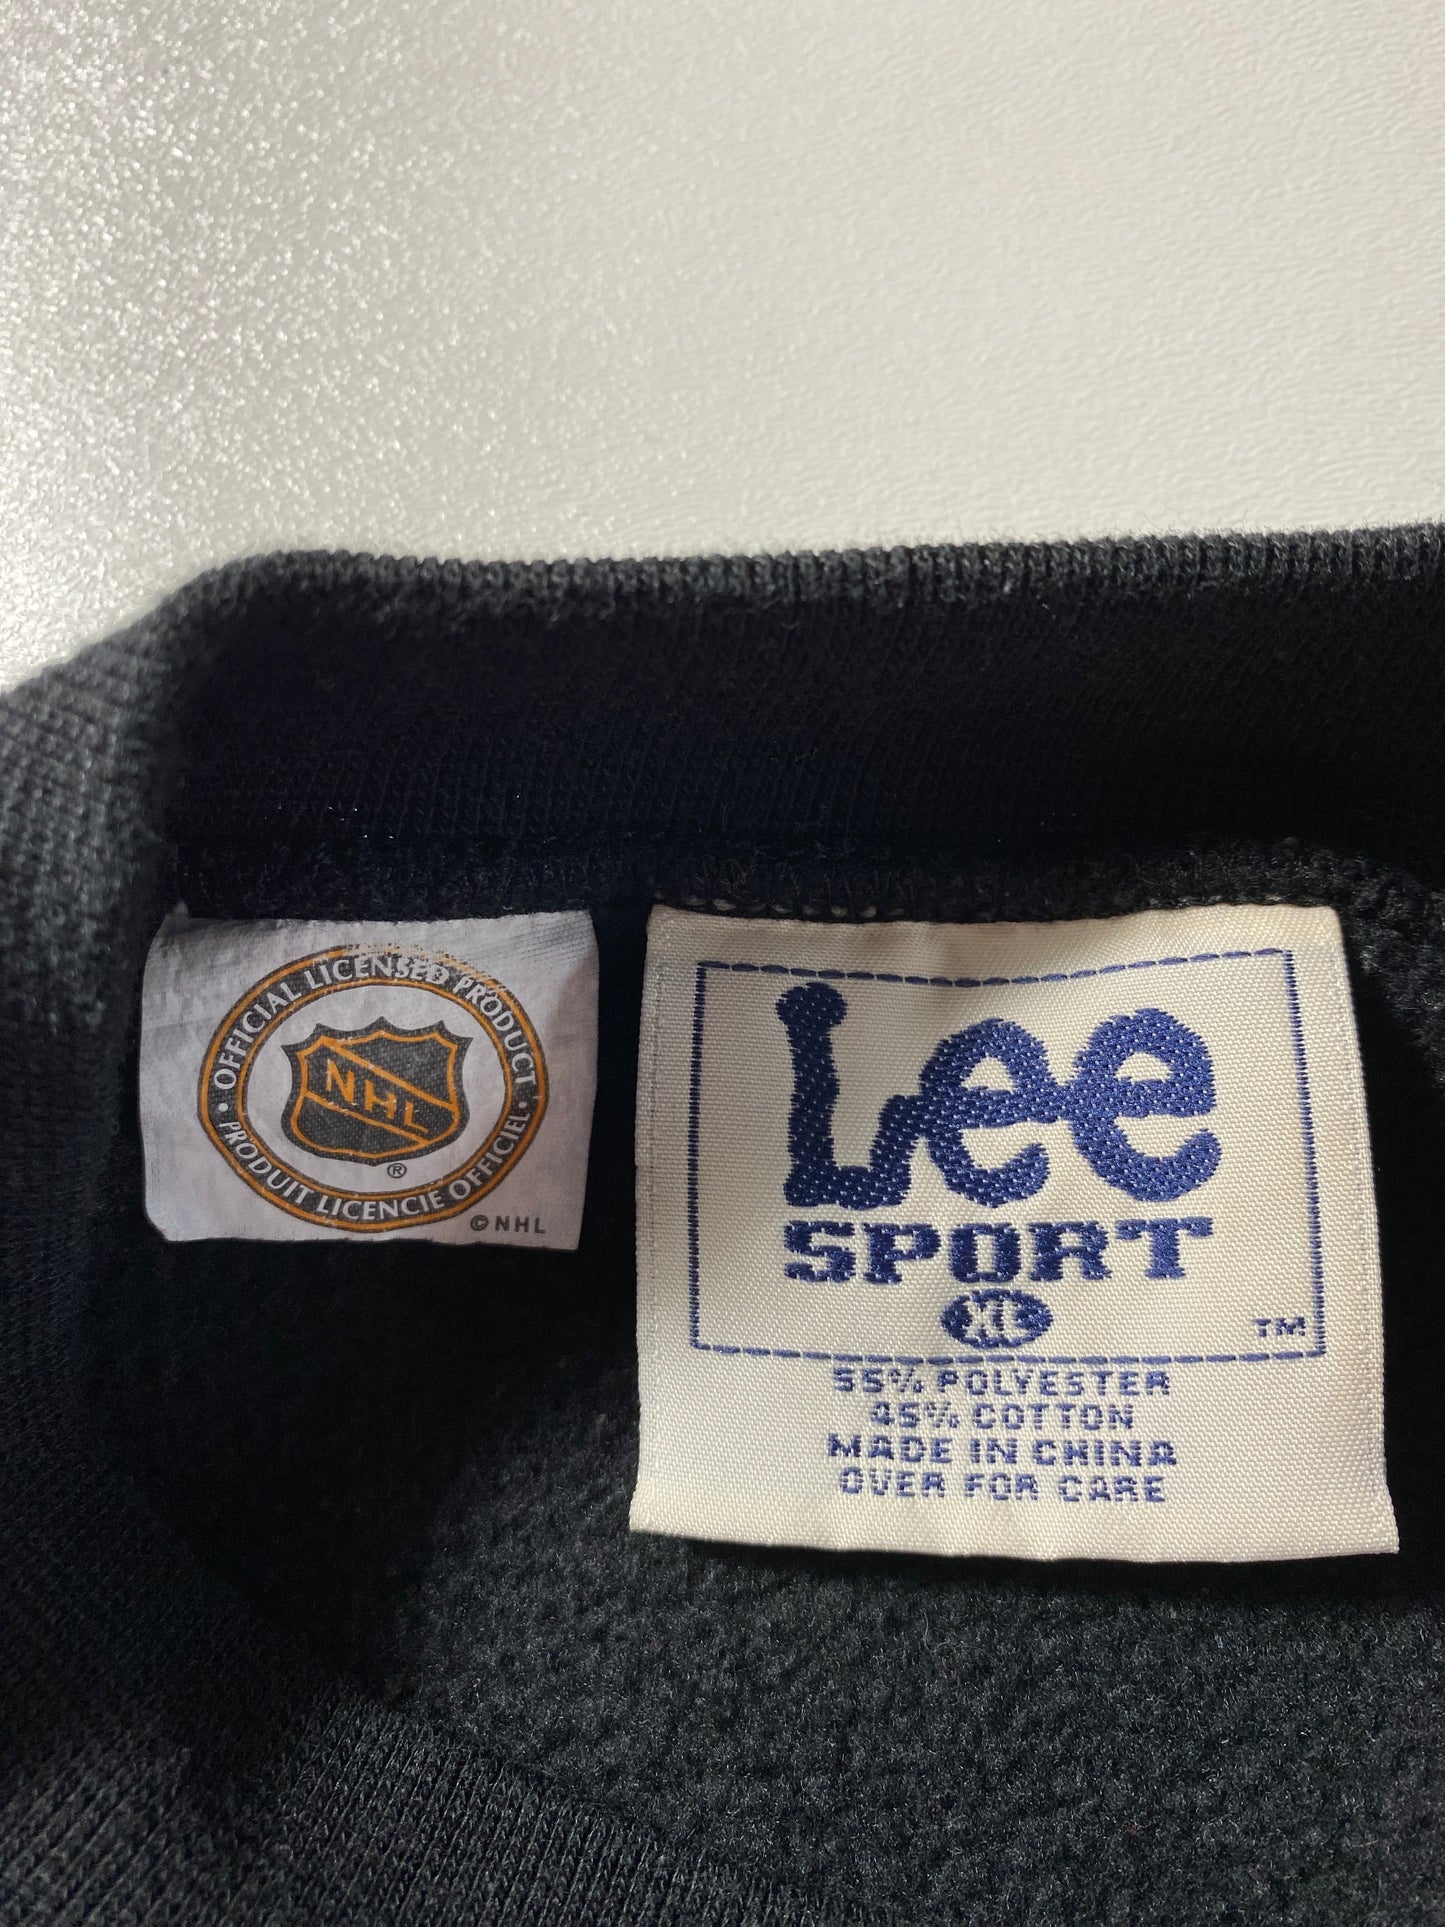 OFFICIAL LICENSED PRODUCT
NHL
®
• PRODUIT LICENCIE OFFICIEL •
© NHL
Lee
SPORT
XL
TM
55% POLYESTER
45% COTTON
MADE IN CHINA
OVER FOR CARE